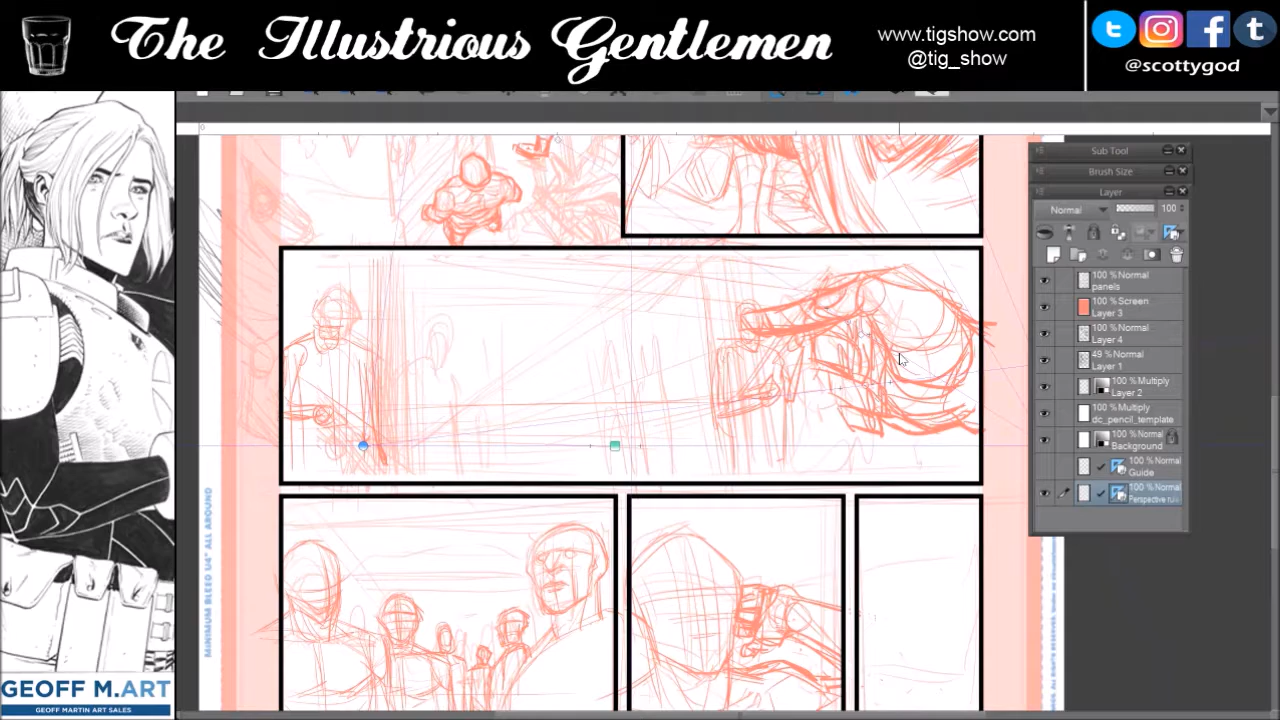 The Illustrious Gentlemen
www.tigshow.com
@tig_show
@scottygod
0
Sub Tool
Brush Size
Layer
Normal 100
100 %Normal
panels
100 %Screen
Layer 3
100 %Normal
Layer 4
49 %Normal
Layer 1
100 %Multiply
Layer 2
100 %Multiply
dc_pencil_template
100 %Normal
Background
100 %Normal
Guide
100 %Normal
Perspective
MINIMUM BLEED 1/4" ALL AROUND
GEOFF M.ART
GEOFF MARTIN ART SALES